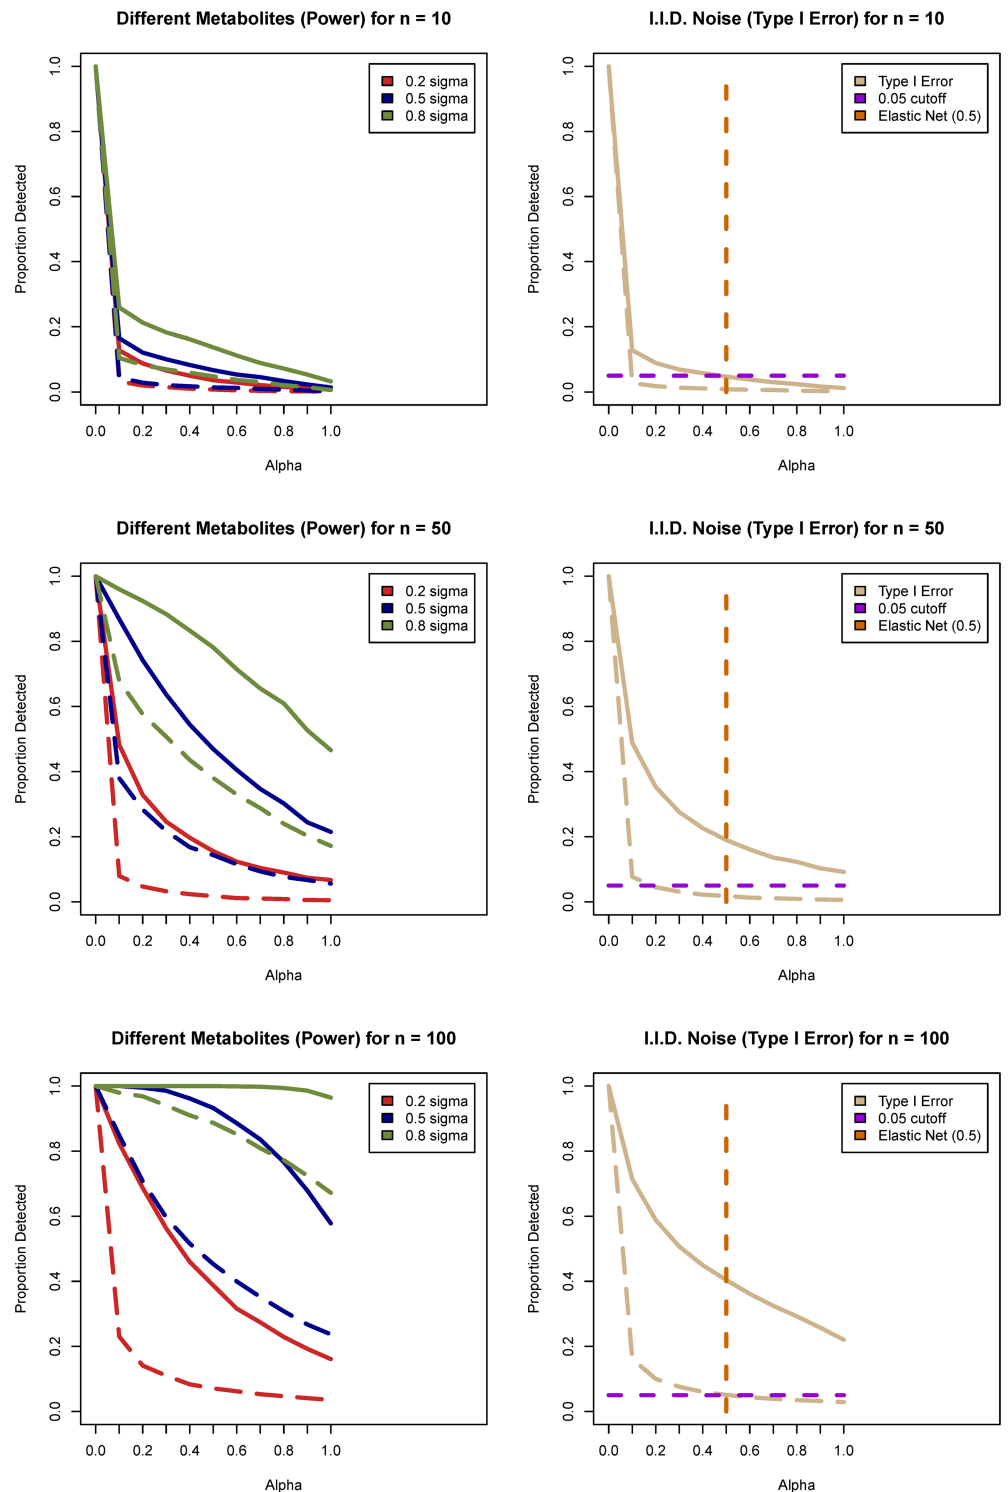 Different Metabolites (Power) for n = 10
Proportion Detected
0.0 0.2 0.4 0.6 0.8 1.0
0.2 sigma
0.5 sigma
0.8 sigma
0.0 0.2 0.4 0.6 0.8 1.0
Alpha
I.I.D. Noise (Type I Error) for n = 10
Proportion Detected
0.0 0.2 0.4 0.6 0.8 1.0
Type I Error
0.05 cutoff
Elastic Net (0.5)
0.0 0.2 0.4 0.6 0.8 1.0
Alpha
Different Metabolites (Power) for n = 50
Proportion Detected
0.0 0.2 0.4 0.6 0.8 1.0
0.2 sigma
0.5 sigma
0.8 sigma
0.0 0.2 0.4 0.6 0.8 1.0
Alpha
I.I.D. Noise (Type I Error) for n = 50
Proportion Detected
0.0 0.2 0.4 0.6 0.8 1.0
Type I Error
0.05 cutoff
Elastic Net (0.5)
0.0 0.2 0.4 0.6 0.8 1.0
Alpha
Different Metabolites (Power) for n = 100
Proportion Detected
0.0 0.2 0.4 0.6 0.8 1.0
0.2 sigma
0.5 sigma
0.8 sigma
0.0 0.2 0.4 0.6 0.8 1.0
Alpha
I.I.D. Noise (Type I Error) for n = 100
Proportion Detected
0.0 0.2 0.4 0.6 0.8 1.0
Type I Error
0.05 cutoff
Elastic Net (0.5)
0.0 0.2 0.4 0.6 0.8 1.0
Alpha